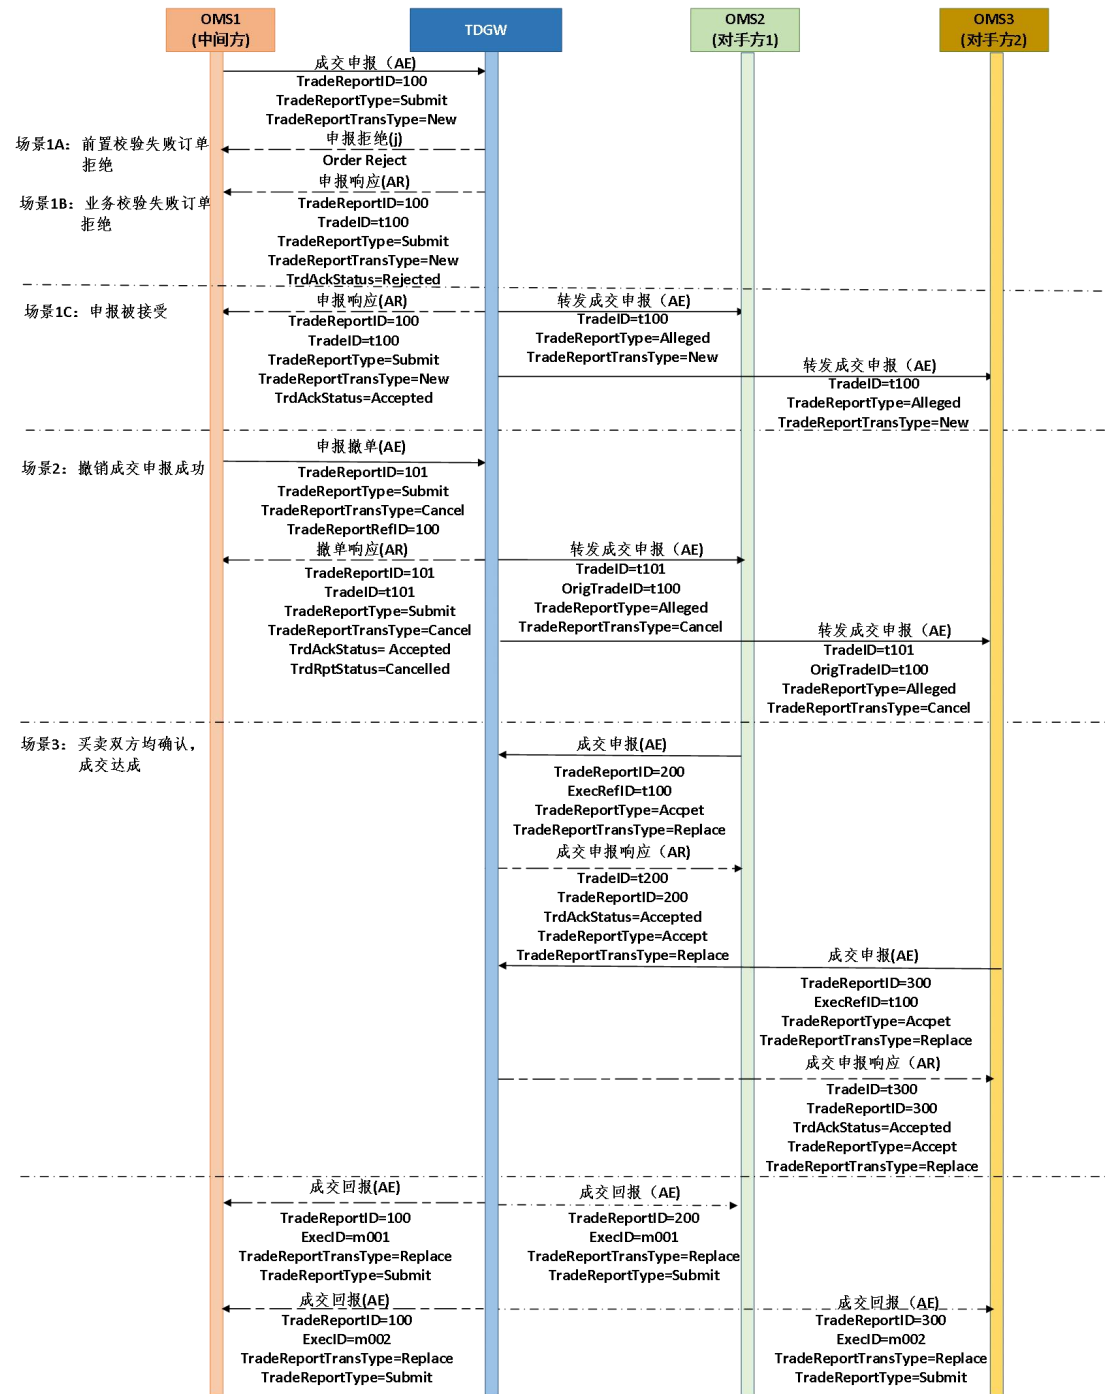 OMS1
(中间方)
TDGW
OMS2
(对手方1)
OMS3
(对手方2)
成交申报（AE)
TradeReportID=100
TradeReportType=Submit
TradeReportTransType=New
场景1A：前置校验失败订单
拒绝
申报拒绝(j)
Order Reject
场景1B：业务校验失败订单
拒绝
申报响应(AR)
TradeReportID=100
TradeID=t100
TradeReportType=Submit
TradeReportTransType=New
TrdAckStatus=Rejected
场景1C：申报被接受
申报响应(AR)
TradeReportID=100
TradeID=t100
TradeReportType=Submit
TradeReportTransType=New
TrdAckStatus=Accepted
转发成交申报（AE)
TradeID=t100
TradeReportType=Alleged
TradeReportTransType=New
转发成交申报（AE)
TradeID=t100
TradeReportType=Alleged
TradeReportTransType=New
场景2：撤销成交申报成功
申报撤单(AE)
TradeReportID=101
TradeReportType=Submit
TradeReportTransType=Cancel
TradeReportRefID=100
撤单响应(AR)
TradeReportID=101
TradeID=t101
TradeReportType=Submit
TradeReportTransType=Cancel
TrdAckStatus= Accepted
TrdRptStatus=Cancelled
转发成交申报（AE)
TradeID=t101
OrigTradeID=t100
TradeReportType=Alleged
TradeReportTransType=Cancel
转发成交申报（AE)
TradeID=t101
OrigTradeID=t100
TradeReportType=Alleged
TradeReportTransType=Cancel
场景3：买卖双方均确认，
成交达成
成交申报(AE)
TradeReportID=200
ExecRefID=t100
TradeReportType=Accpet
TradeReportTransType=Replace
成交申报响应（AR)
TradeID=t200
TradeReportID=200
TrdAckStatus=Accepted
TradeReportType=Accept
TradeReportTransType=Replace
成交申报(AE)
TradeReportID=300
ExecRefID=t100
TradeReportType=Accpet
TradeReportTransType=Replace
成交申报响应（AR)
TradeID=t300
TradeReportID=300
TrdAckStatus=Accepted
TradeReportType=Accept
TradeReportTransType=Replace
成交回报(AE)
TradeReportID=100
ExecID=m001
TradeReportTransType=Replace
TradeReportType=Submit
成交回报（AE)
TradeReportID=200
ExecID=m001
TradeReportTransType=Replace
TradeReportType=Submit
成交回报(AE)
TradeReportID=100
ExecID=m002
TradeReportTransType=Replace
TradeReportType=Submit
成交回报（AE)
TradeReportID=300
ExecID=m002
TradeReportTransType=Replace
TradeReportType=Submit